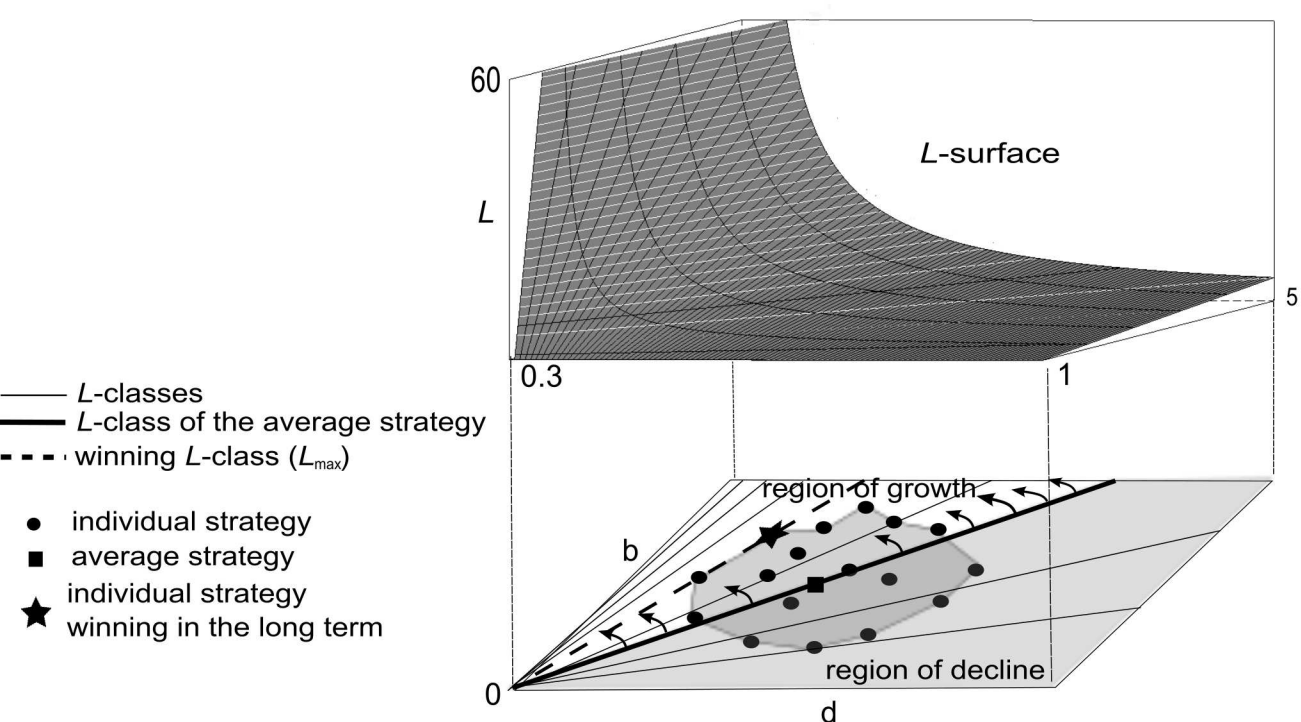 60
L-surface
L
5
0.3
1
L-classes
L-class of the average strategy
winning L-class (Lmax)
region of growth
individual strategy
b
average strategy
individual strategy
winning in the long term
region of decline
0
d